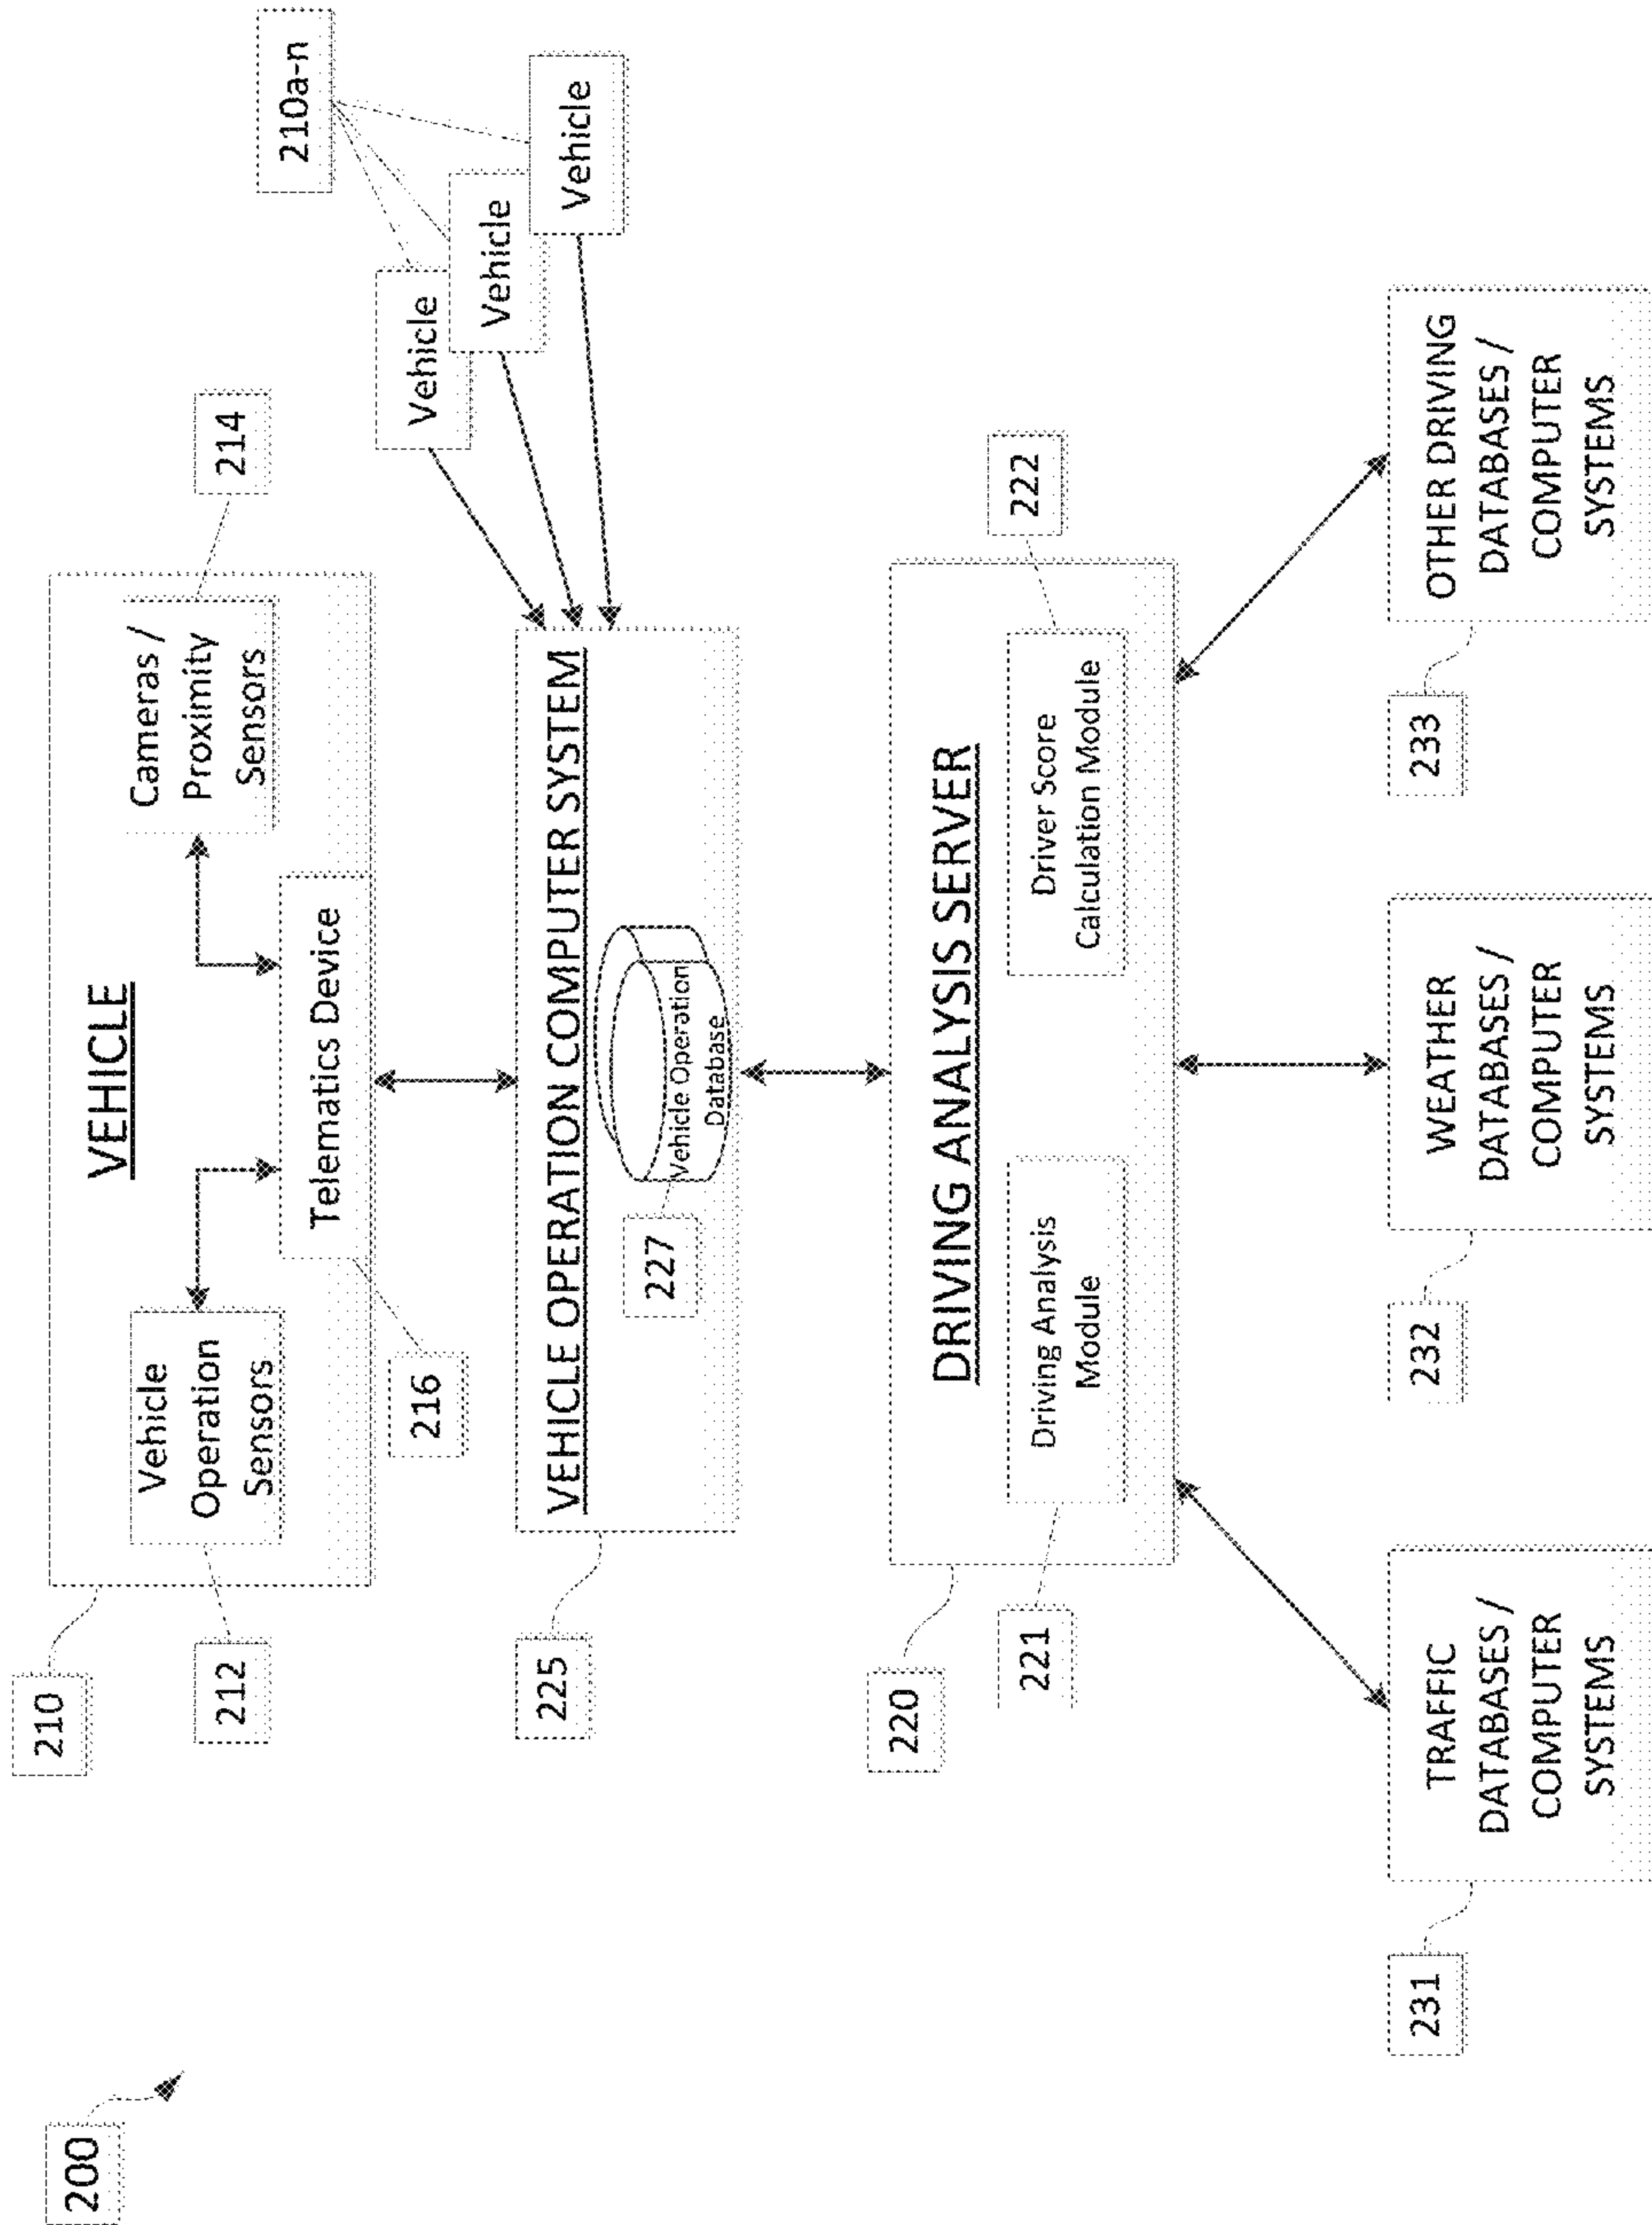 200
210
VEHICLE
212
Vehicle
Operation
Sensors
Cameras /
Proximity
Sensors
214
Telematics Device
216
210a-n
Vehicle
Vehicle
Vehicle
225
VEHICLE OPERATION COMPUTER SYSTEM
227
Vehicle Operation
Database
220
DRIVING ANALYSIS SERVER
221
Driving Analysis
Module
Driver Score
Calculation Module
222
231
TRAFFIC
DATABASES /
COMPUTER
SYSTEMS
232
WEATHER
DATABASES /
COMPUTER
SYSTEMS
233
OTHER DRIVING
DATABASES /
COMPUTER
SYSTEMS